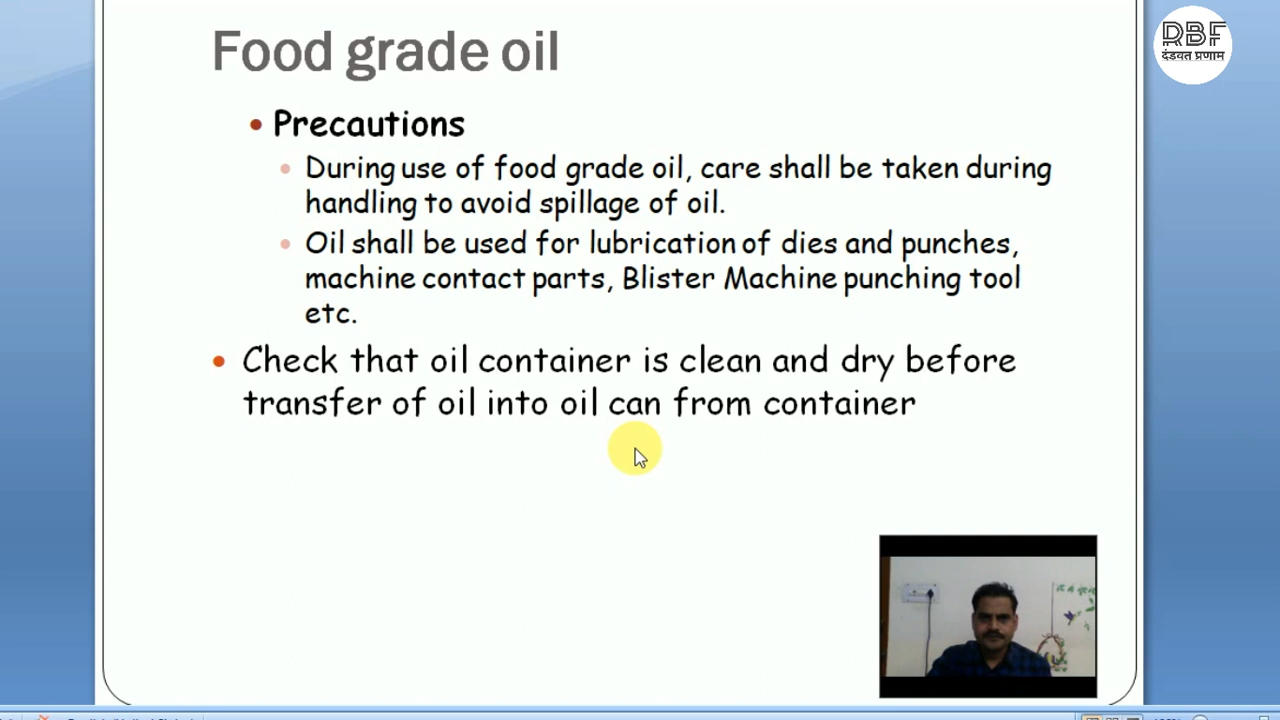 Food grade oil
RBF
दंडवत प्रणाम
• Precautions
• During use of food grade oil, care shall be taken during
handling to avoid spillage of oil.
• Oil shall be used for lubrication of dies and punches,
machine contact parts, Blister Machine punching tool
etc.
• Check that oil container is clean and dry before
transfer of oil into oil can from container